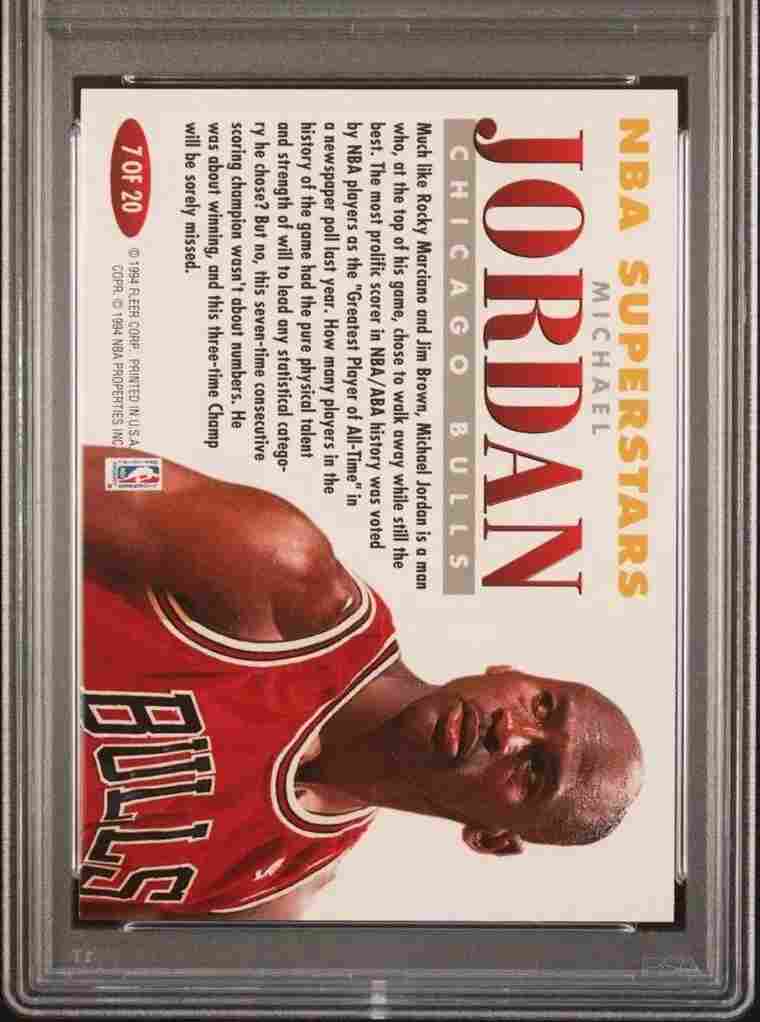 NBA SUPERSTARS
MICHAEL
JORDAN
CHICAGO BULLS
Much like Rocky Marciano and Jim Brown, Michael Jordan is a man
who, at the top of his game, chose to walk away while still the
best. The most prolific scorer in NBA/ABA history was voted
by NBA players as the "Greatest Player of All-Time" in
a newspaper poll last year. How many players in the
history of the game had the pure physical talent
and strength of will to lead any statistical catego-
ry he chose? But no, this seven-time consecutive
scoring champion wasn't about numbers. He
was about winning, and this three-time Champ
will be sorely missed.
7 OF 20
© 1994 FLEER CORP. PRINTED IN U.S.A.
COPR. © 1994 NBA PROPERTIES INC
BULLS
PSA